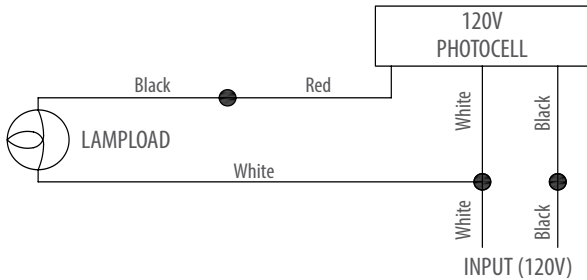 120V
PHOTOCELL
Black
Red
White
Black
LAMPLOAD
White
White
Black
INPUT (120V)